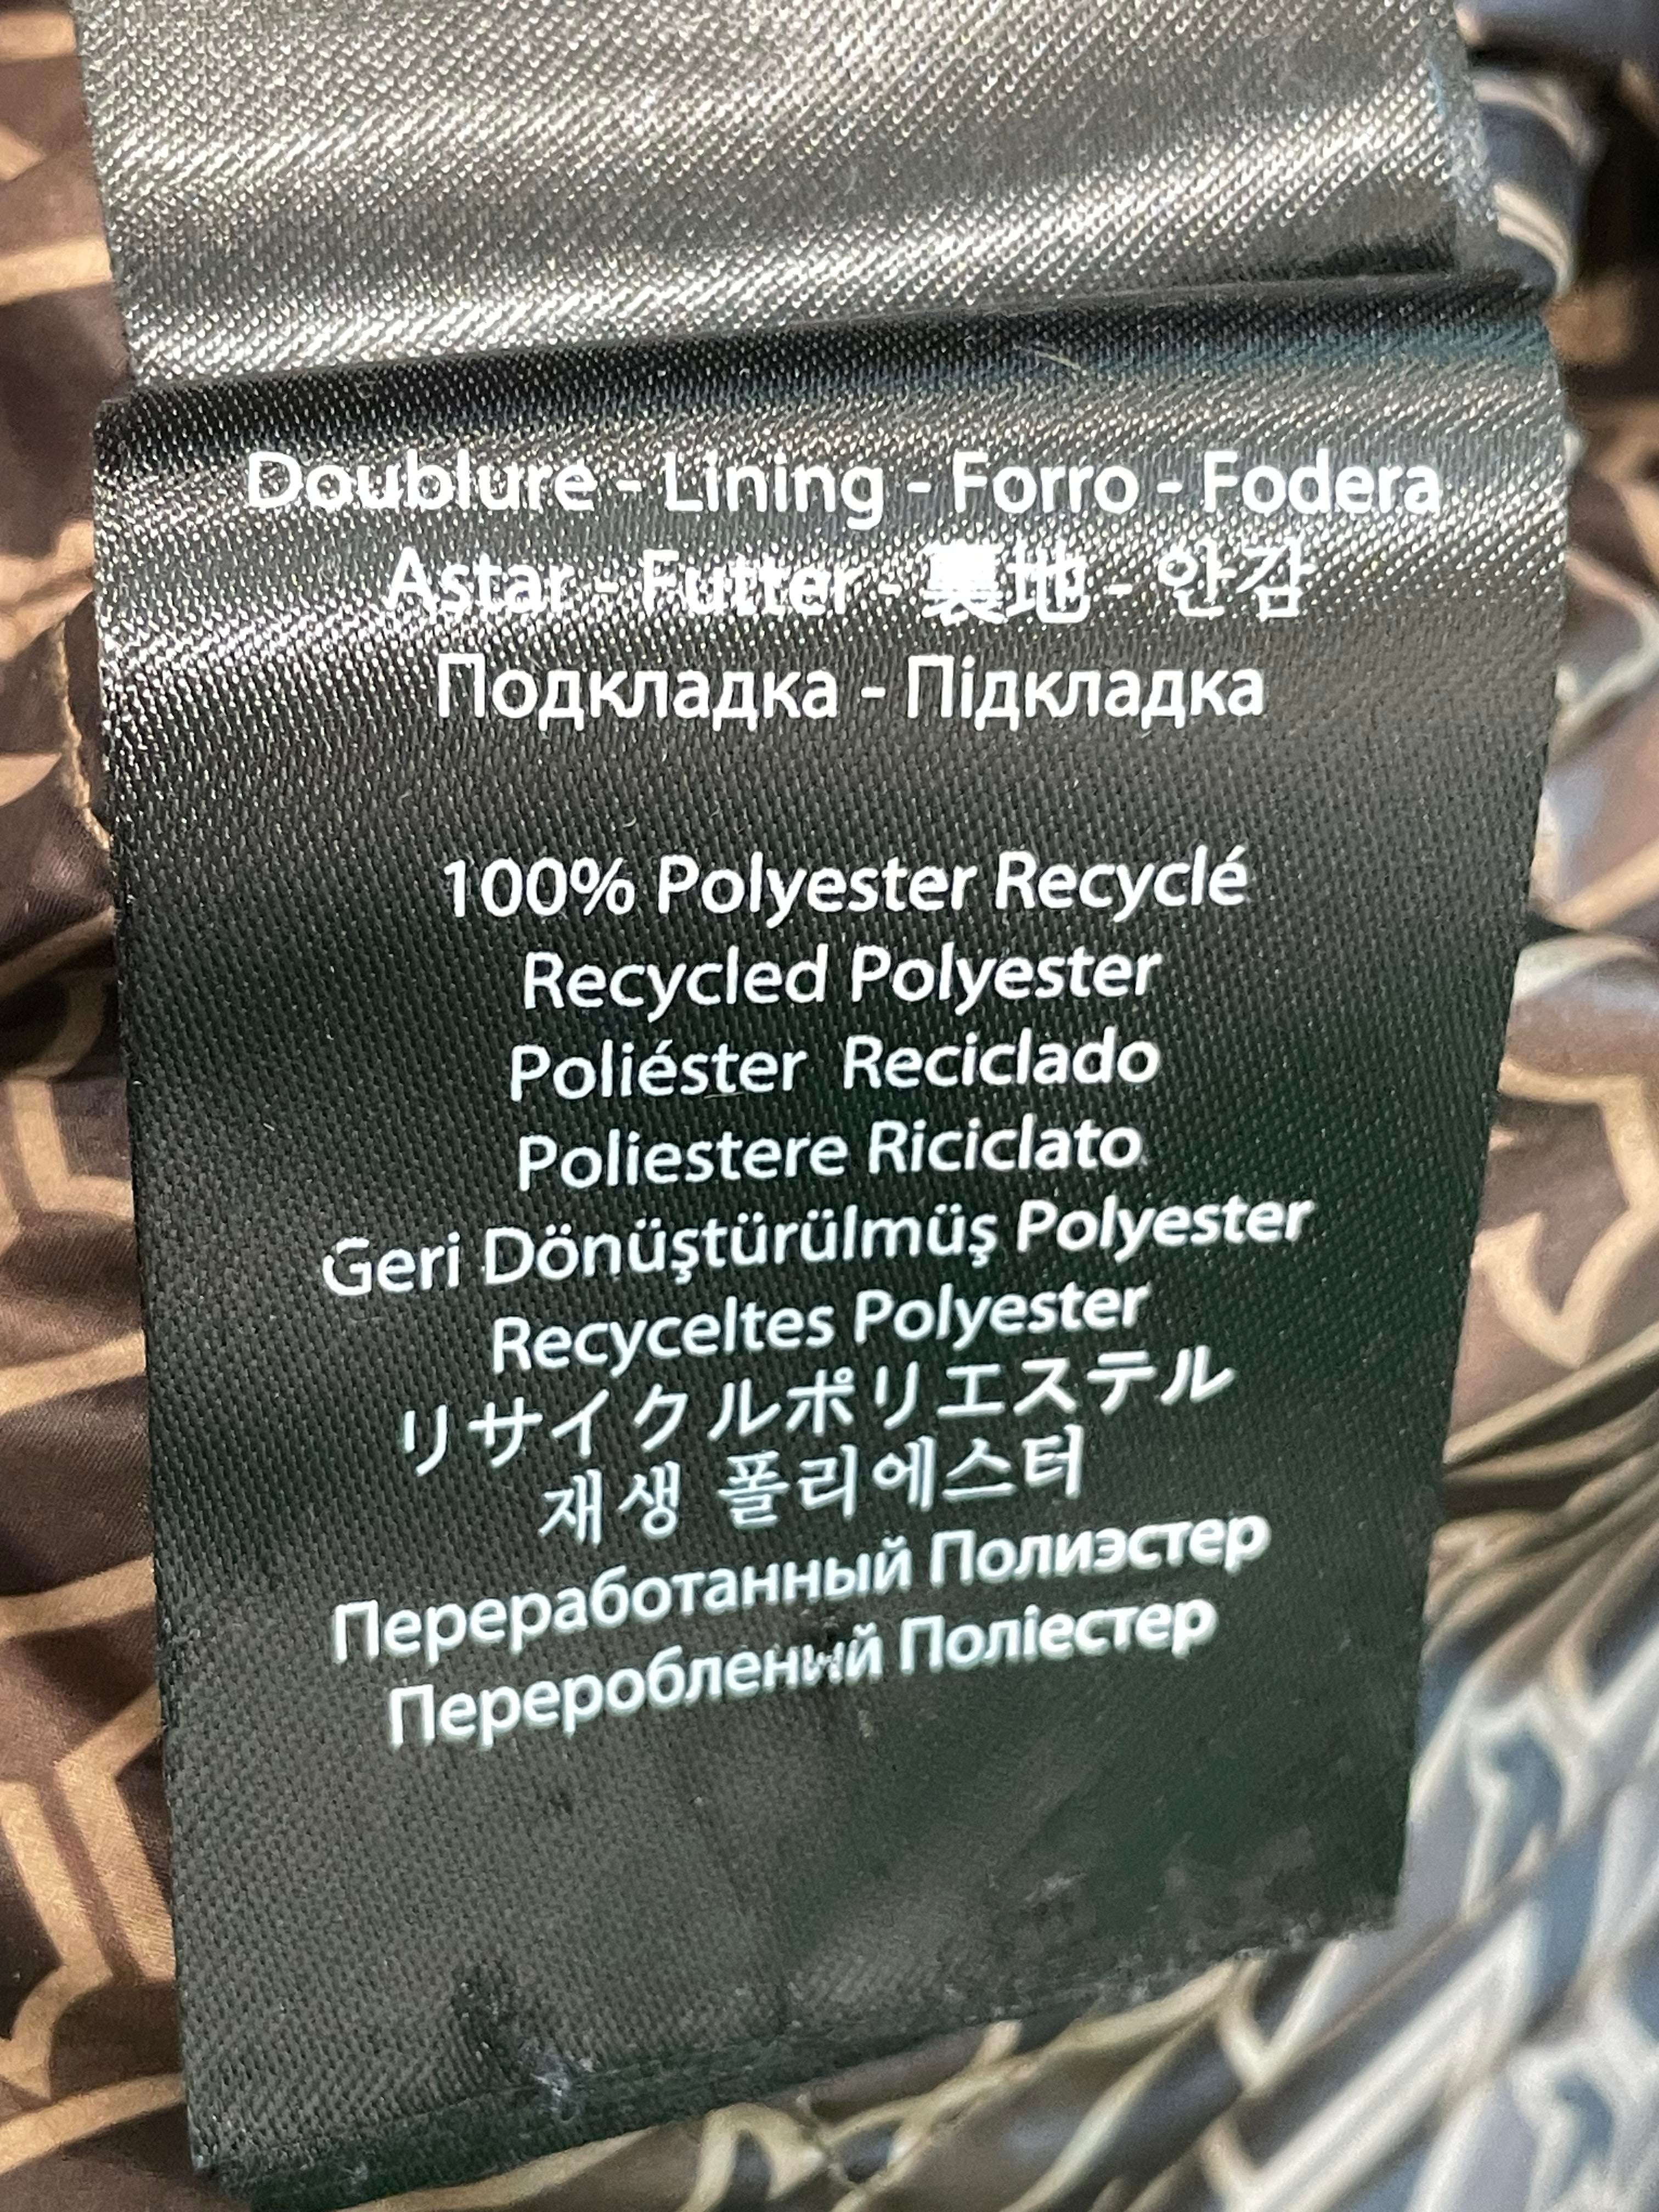 Doublure - Lining - Forro - Fodera
Astar - Futter - 裏地 - 안감
Подкладка - Підкладка
100% Polyester Recyclé
Recycled Polyester
Poliéster Reciclado
Poliestere Riciclato
Geri Dönüştürülmüş Polyester
Recyceltes Polyester
リサイクルポリエステル
재생 폴리에스터
Переработанный Полиэстер
Перероблений Поліестер